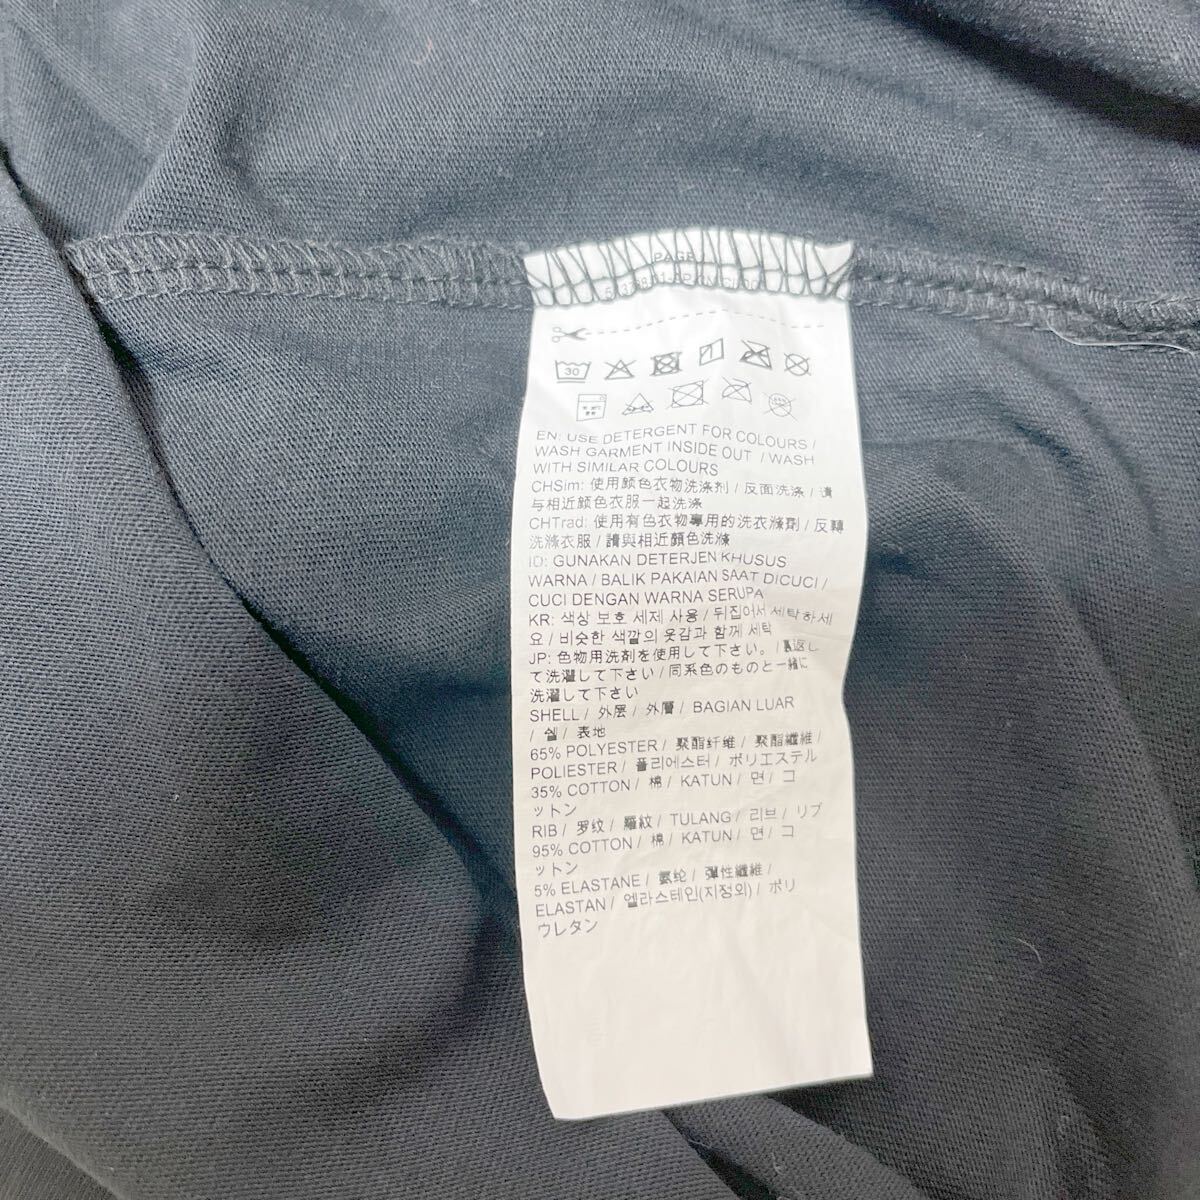 PAGE
30
EN: USE DETERGENT FOR COLOURS /
WASH GARMENT INSIDE OUT / WASH
WITH SIMILAR COLOURS
CHSim: 使用颜色衣物洗涤剂 / 反面洗涤 / 请
与相近颜色衣服一起洗涤
CHTrad: 使用有色衣物專用的洗衣滌劑 / 反轉
洗滌衣服 / 請與相近顏色洗滌
ID: GUNAKAN DETERJEN KHUSUS
WARNA / BALIK PAKAIAN SAAT DICUCI /
CUCI DENGAN WARNA SERUPA
KR: 색상 보호 세제 사용 / 뒤집어서 세탁하세
요 / 비슷한 색깔의 옷감과 함께 세탁
JP: 色物用洗剤を使用して下さい。/ 裏返し
て洗濯して下さい / 同系色のものと一緒に
洗濯して下さい
SHELL / 外层 / 外層 / BAGIAN LUAR
/ 쉘 / 表地
65% POLYESTER / 聚酯纤维 / 聚酯纖維 /
POLIESTER / 폴리에스터 / ポリエステル
35% COTTON / 棉 / KATUN / 면 / コ
ットン
RIB / 罗纹 / 羅紋 / TULANG / 리브 / リブ
95% COTTON / 棉 / KATUN / 면 / コ
ットン
5% ELASTANE / 氨纶 / 彈性纖維 /
ELASTAN / 엘라스테인(지정외) / ポリ
ウレタン